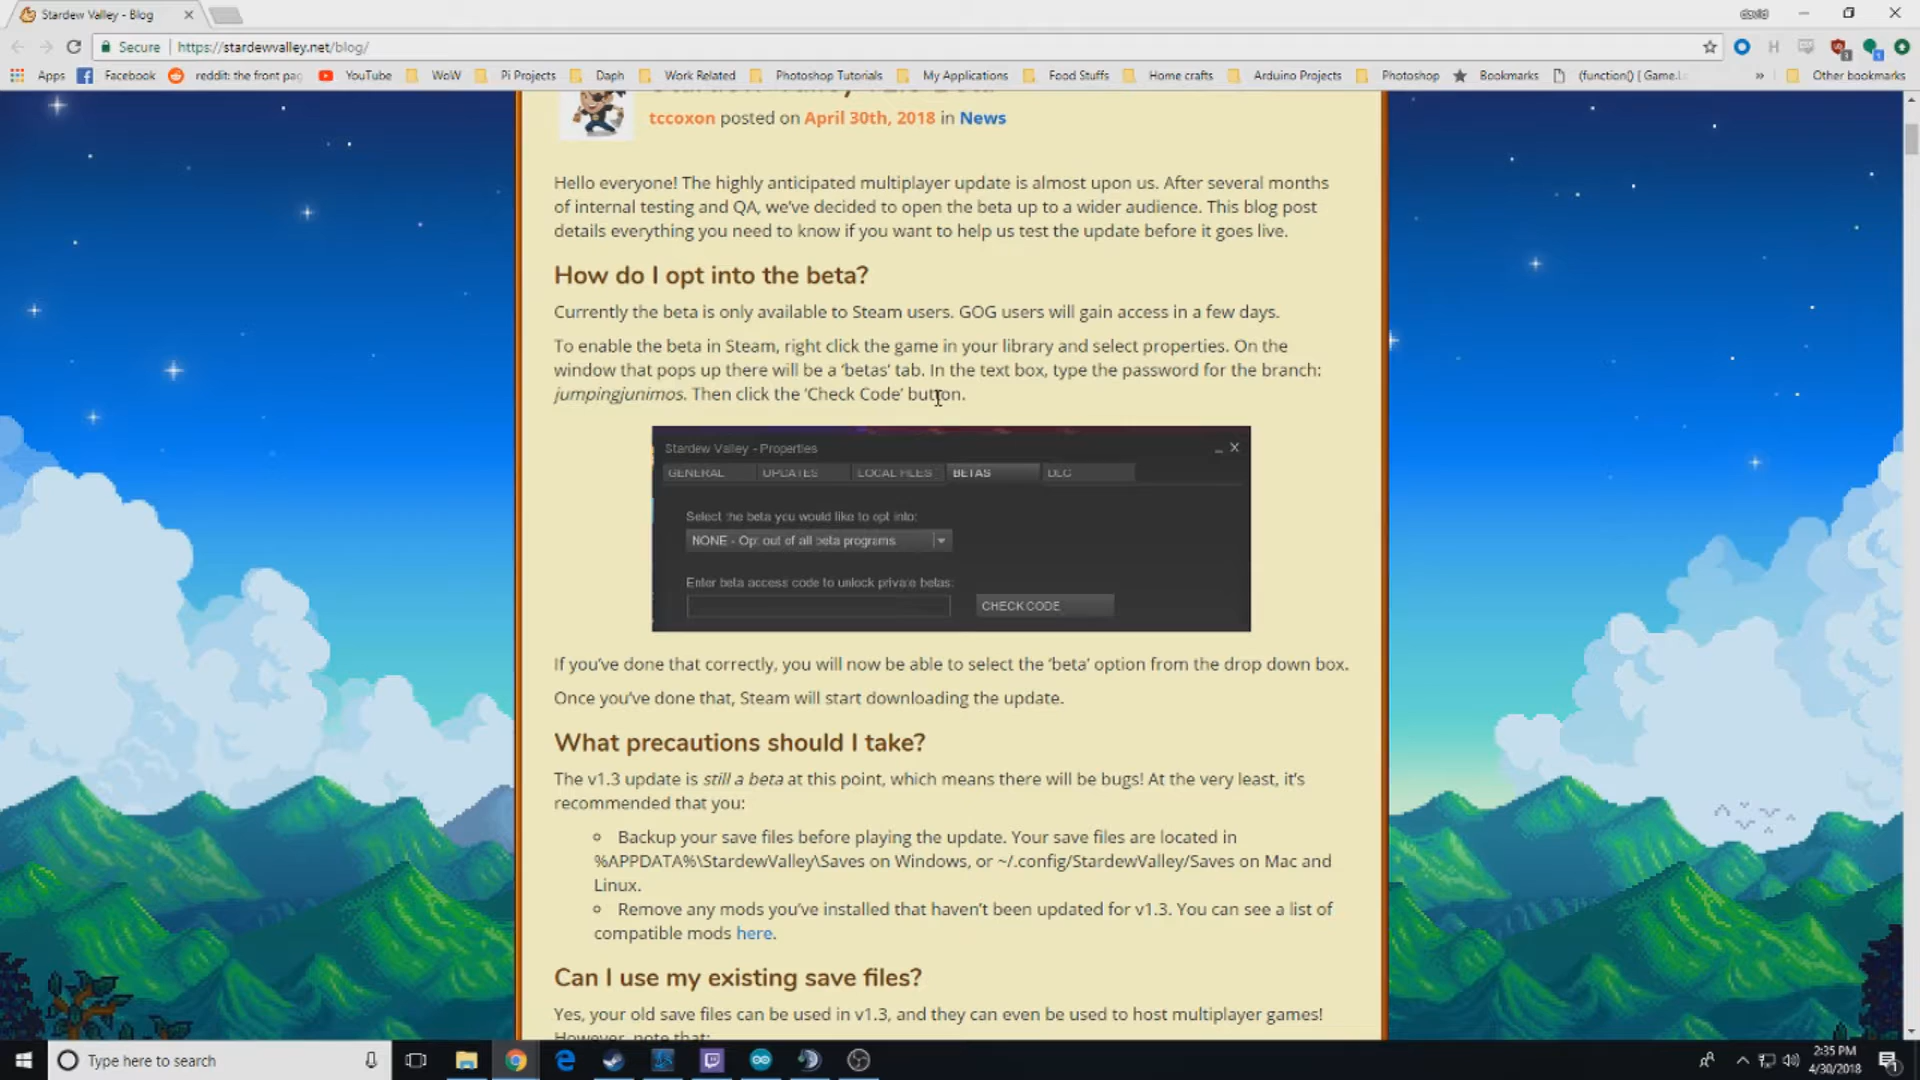 Stardew Valley - Blog
Secure
https://stardewvalley.net/blog/
Apps
Facebook
reddit: the front pag
YouTube
WoW
Pi Projects
Daph
Work Related
Photoshop Tutorials
My Applications
Food Stuffs
Home crafts
Arduino Projects
Photoshop
Bookmarks
(function() { Game.L
»
Other bookmarks
tccoxon posted on April 30th, 2018 in News
Hello everyone! The highly anticipated multiplayer update is almost upon us. After several months
of internal testing and QA, we’ve decided to open the beta up to a wider audience. This blog post
details everything you need to know if you want to help us test the update before it goes live.
How do I opt into the beta?
Currently the beta is only available to Steam users. GOG users will gain access in a few days.
To enable the beta in Steam, right click the game in your library and select properties. On the
window that pops up there will be a ‘betas’ tab. In the text box, type the password for the branch:
jumpingjunimos. Then click the ‘Check Code’ button.
Stardew Valley - Properties
GENERAL
UPDATES
LOCAL FILES
BETAS
DLC
Select the beta you would like to opt into:
NONE - Opt out of all beta programs
Enter beta access code to unlock private betas:
CHECK CODE
If you’ve done that correctly, you will now be able to select the ‘beta’ option from the drop down box.
Once you’ve done that, Steam will start downloading the update.
What precautions should I take?
The v1.3 update is still a beta at this point, which means there will be bugs! At the very least, it’s
recommended that you:
Backup your save files before playing the update. Your save files are located in
%APPDATA%\StardewValley\Saves on Windows, or ~/.config/StardewValley/Saves on Mac and
Linux.
Remove any mods you’ve installed that haven’t been updated for v1.3. You can see a list of
compatible mods here.
Can I use my existing save files?
Yes, your old save files can be used in v1.3, and they can even be used to host multiplayer games!
However, note that:
Type here to search
2:35 PM
4/30/2018